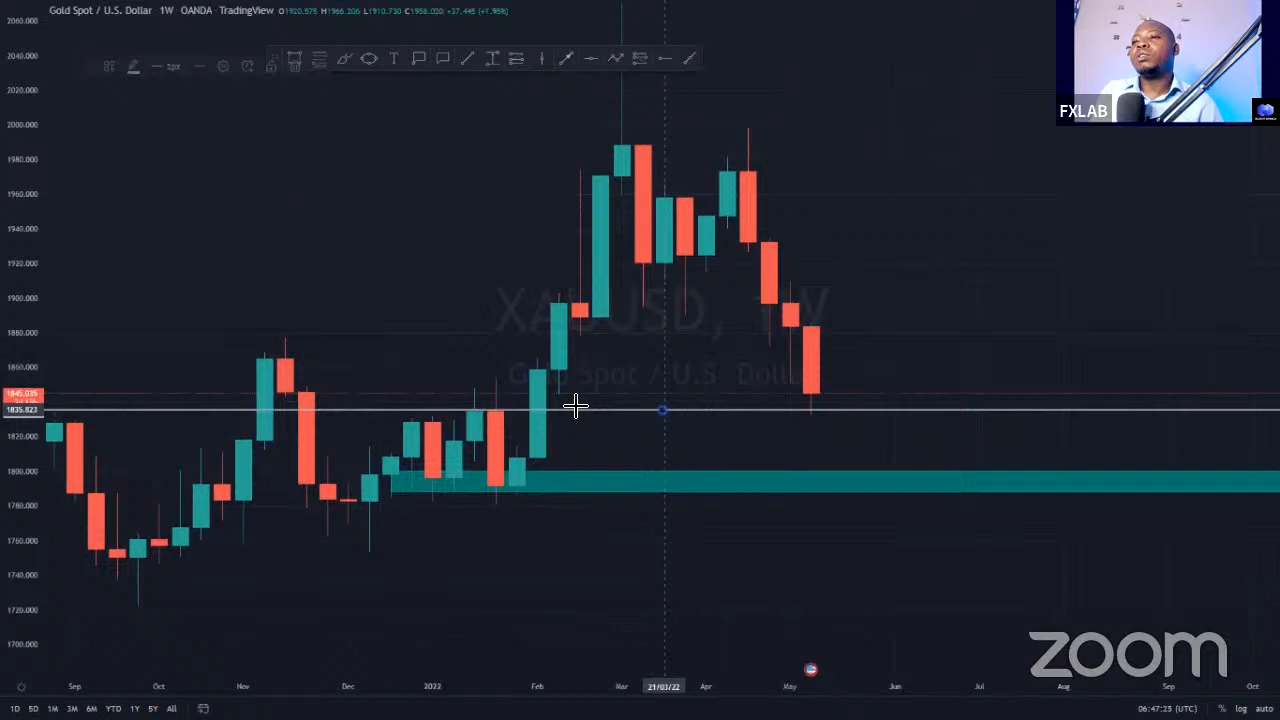 Gold Spot / U.S. Dollar 1W OANDA TradingView O1920.575 H1966.206 L1910.730 C1958.020 +37.445 (+1.95%)
2px
T
FXLAB
2060.000
2040.000
2020.000
2000.000
1980.000
1960.000
1940.000
1920.000
1900.000
1880.000
1860.000
1845.035
1835.823
1820.000
1800.000
1780.000
1760.000
1740.000
1720.000
1700.000
XAUUSD, 1W
Gold Spot / U.S. Dollar
zoom
Sep Oct Nov Dec 2022 Feb Mar 21/03/22 Apr May Jun Jul Aug Sep Oct
1D 5D 1M 3M 6M YTD 1Y 5Y All 06:47:23 (UTC) % log auto